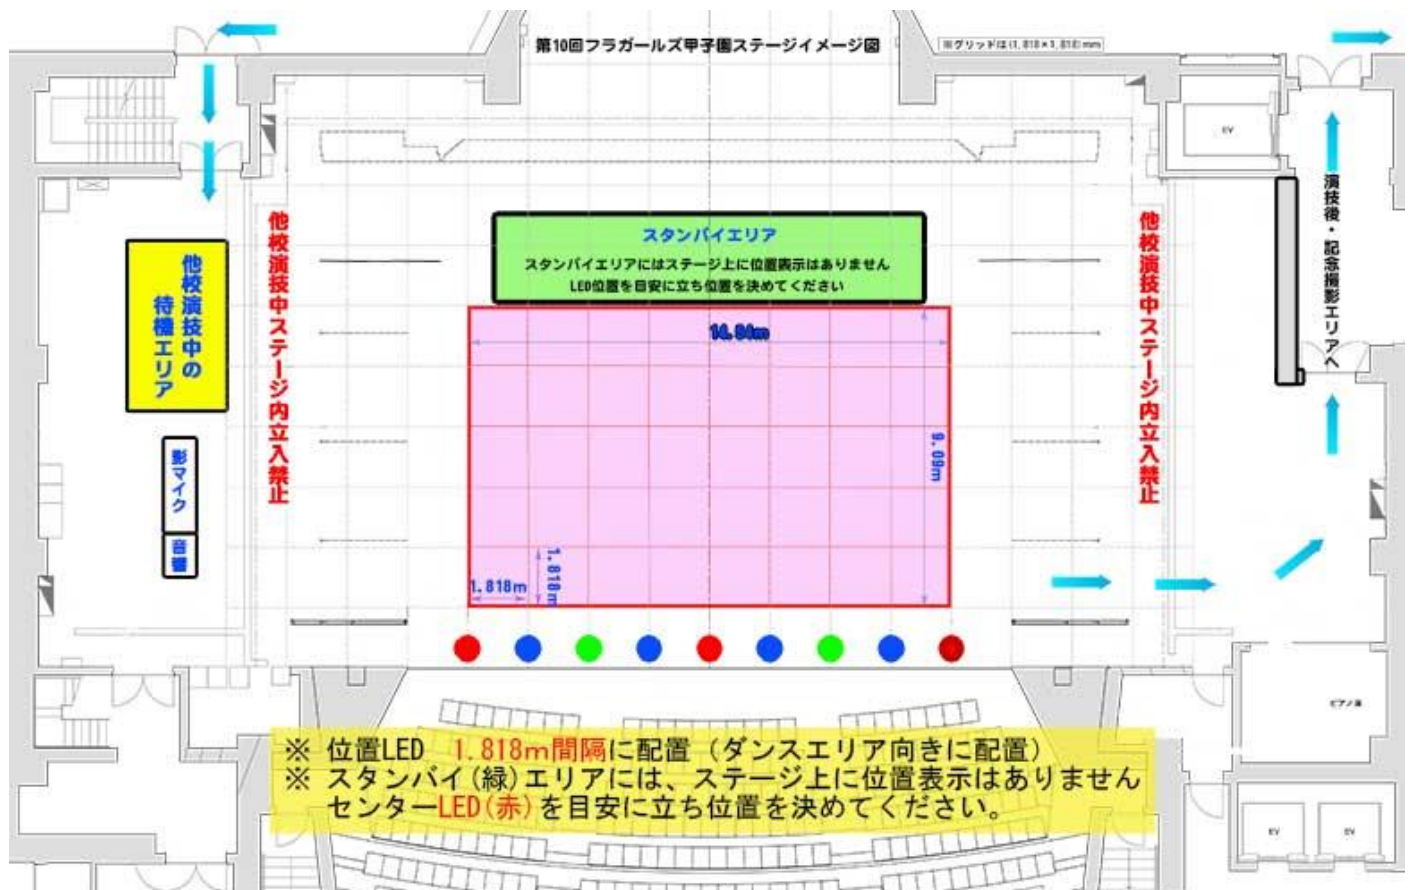 第10回フラガールズ甲子園ステージイメージ図
※グリッドは(1,818×1,818)mm
EV
演技後・記念撮影エリアへ
他校演技中ステージ内立入禁止
スタンバイエリア
スタンバイエリアにはステージ上に位置表示はありません
LED位置を目安に立ち位置を決めてください
他校演技中ステージ内立入禁止
他校演技中の
待機エリア
14.84m
9.09m
影マイク
音響
1.818m
1.818m
ピアノ庫
※ 位置LED 1.818m間隔に配置（ダンスエリア向きに配置）
※ スタンバイ(緑)エリアには、ステージ上に位置表示はありません
センターLED(赤)を目安に立ち位置を決めてください。
EV
EV